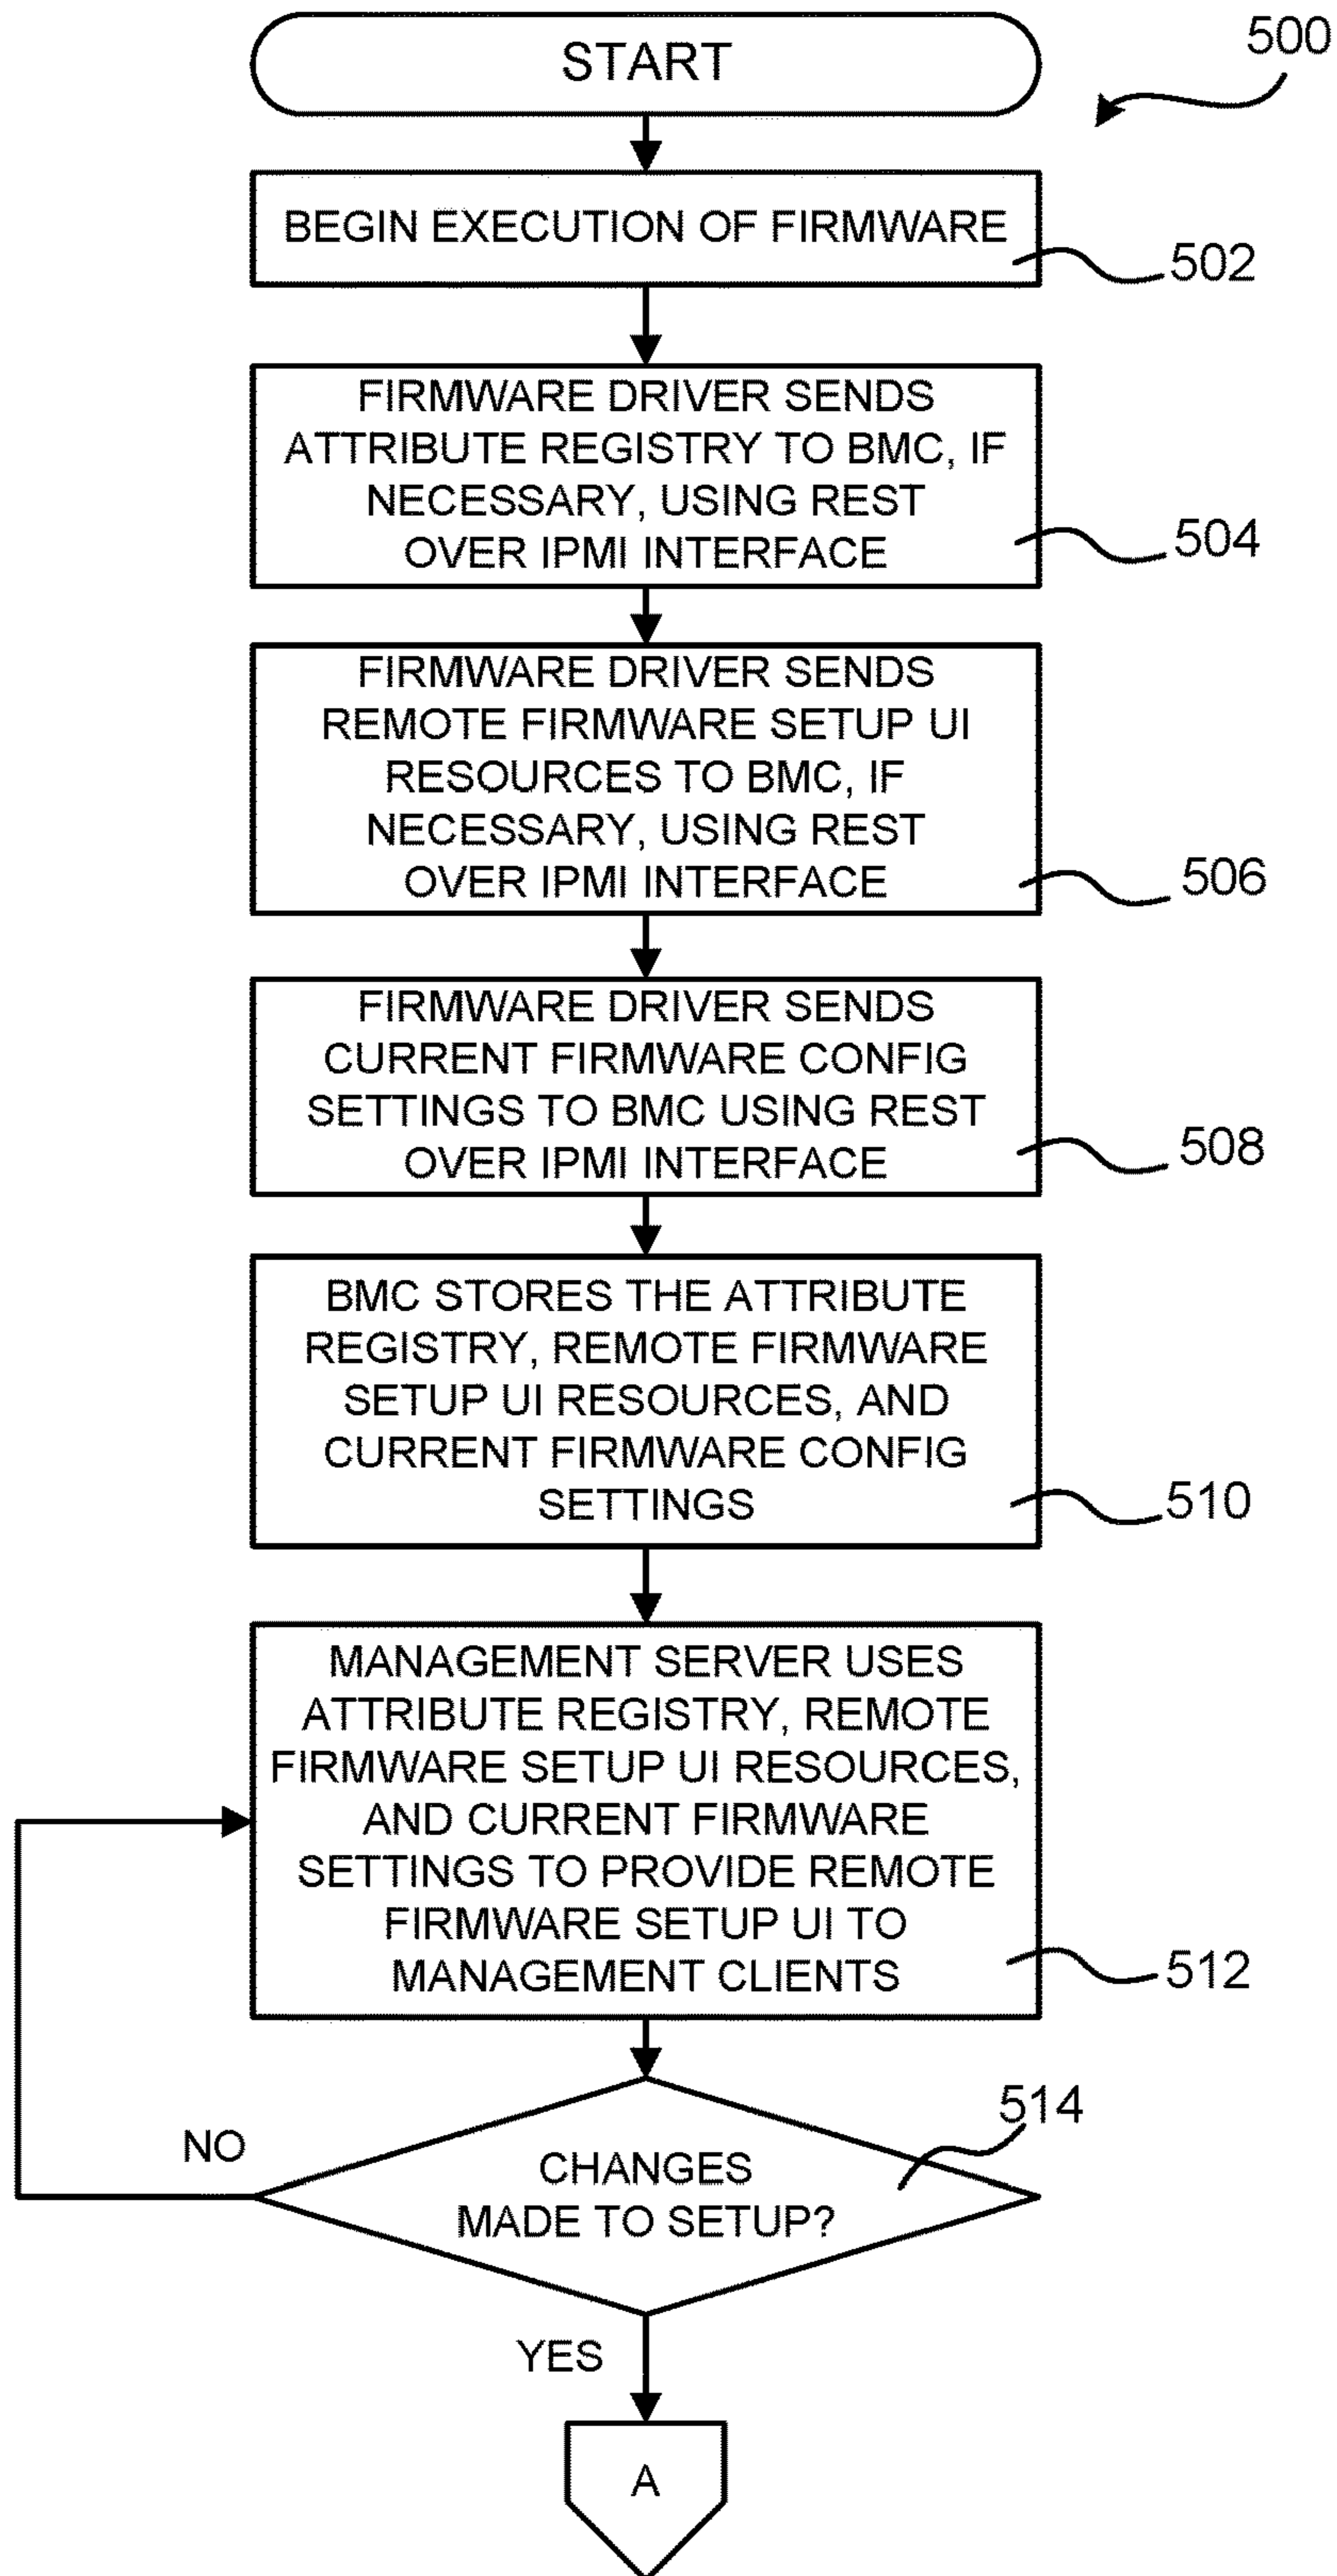 START
500
BEGIN EXECUTION OF FIRMWARE
502
FIRMWARE DRIVER SENDS
ATTRIBUTE REGISTRY TO BMC, IF
NECESSARY, USING REST
OVER IPMI INTERFACE
504
FIRMWARE DRIVER SENDS
REMOTE FIRMWARE SETUP UI
RESOURCES TO BMC, IF
NECESSARY, USING REST
OVER IPMI INTERFACE
506
FIRMWARE DRIVER SENDS
CURRENT FIRMWARE CONFIG
SETTINGS TO BMC USING REST
OVER IPMI INTERFACE
508
BMC STORES THE ATTRIBUTE
REGISTRY, REMOTE FIRMWARE
SETUP UI RESOURCES, AND
CURRENT FIRMWARE CONFIG
SETTINGS
510
MANAGEMENT SERVER USES
ATTRIBUTE REGISTRY, REMOTE
FIRMWARE SETUP UI RESOURCES,
AND CURRENT FIRMWARE
SETTINGS TO PROVIDE REMOTE
FIRMWARE SETUP UI TO
MANAGEMENT CLIENTS
512
514
NO
CHANGES
MADE TO SETUP?
YES
A